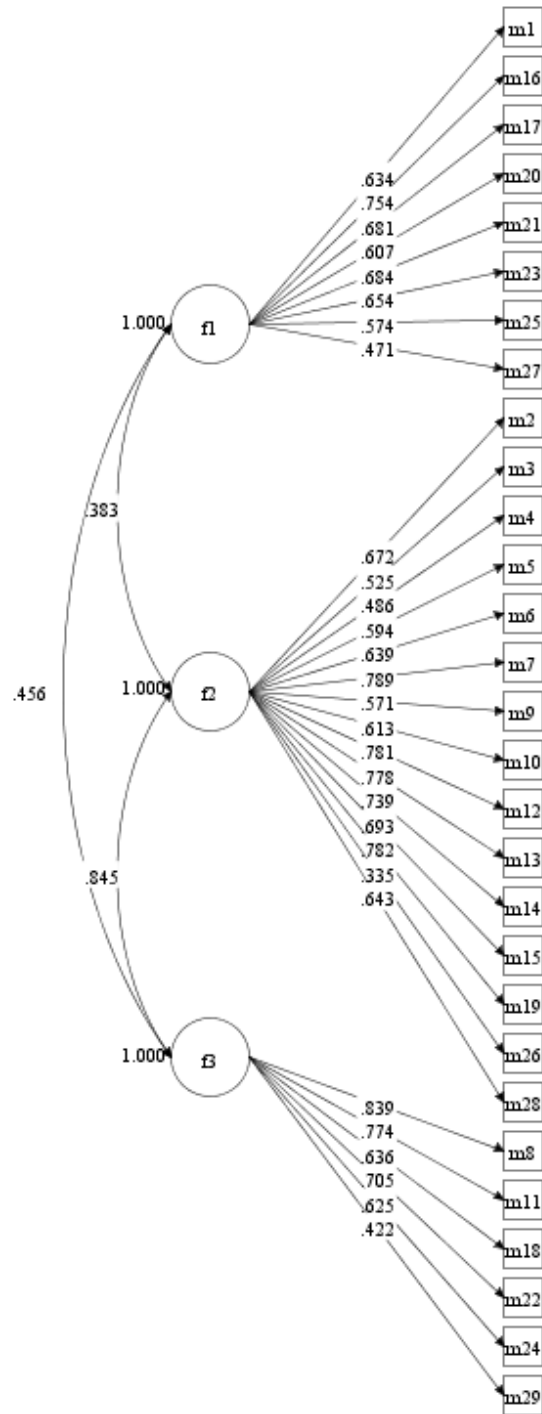 m1
m16
m17
.634
m20
.754
.681
m21
.607
.684
m23
.654
1.000
f1
.574
m25
.471
m27
m2
m3
.383
m4
.672
.525
m5
.486
.594
m6
.639
.789
m7
1.000
f2
.456
.571
m9
.613
m10
.781
.778
m12
.739
.693
m13
.782
.845
.335
.643
m14
m15
m19
1.000
f3
m26
m28
.839
.774
m8
.636
.705
m11
.625
.422
m18
m22
m24
m29